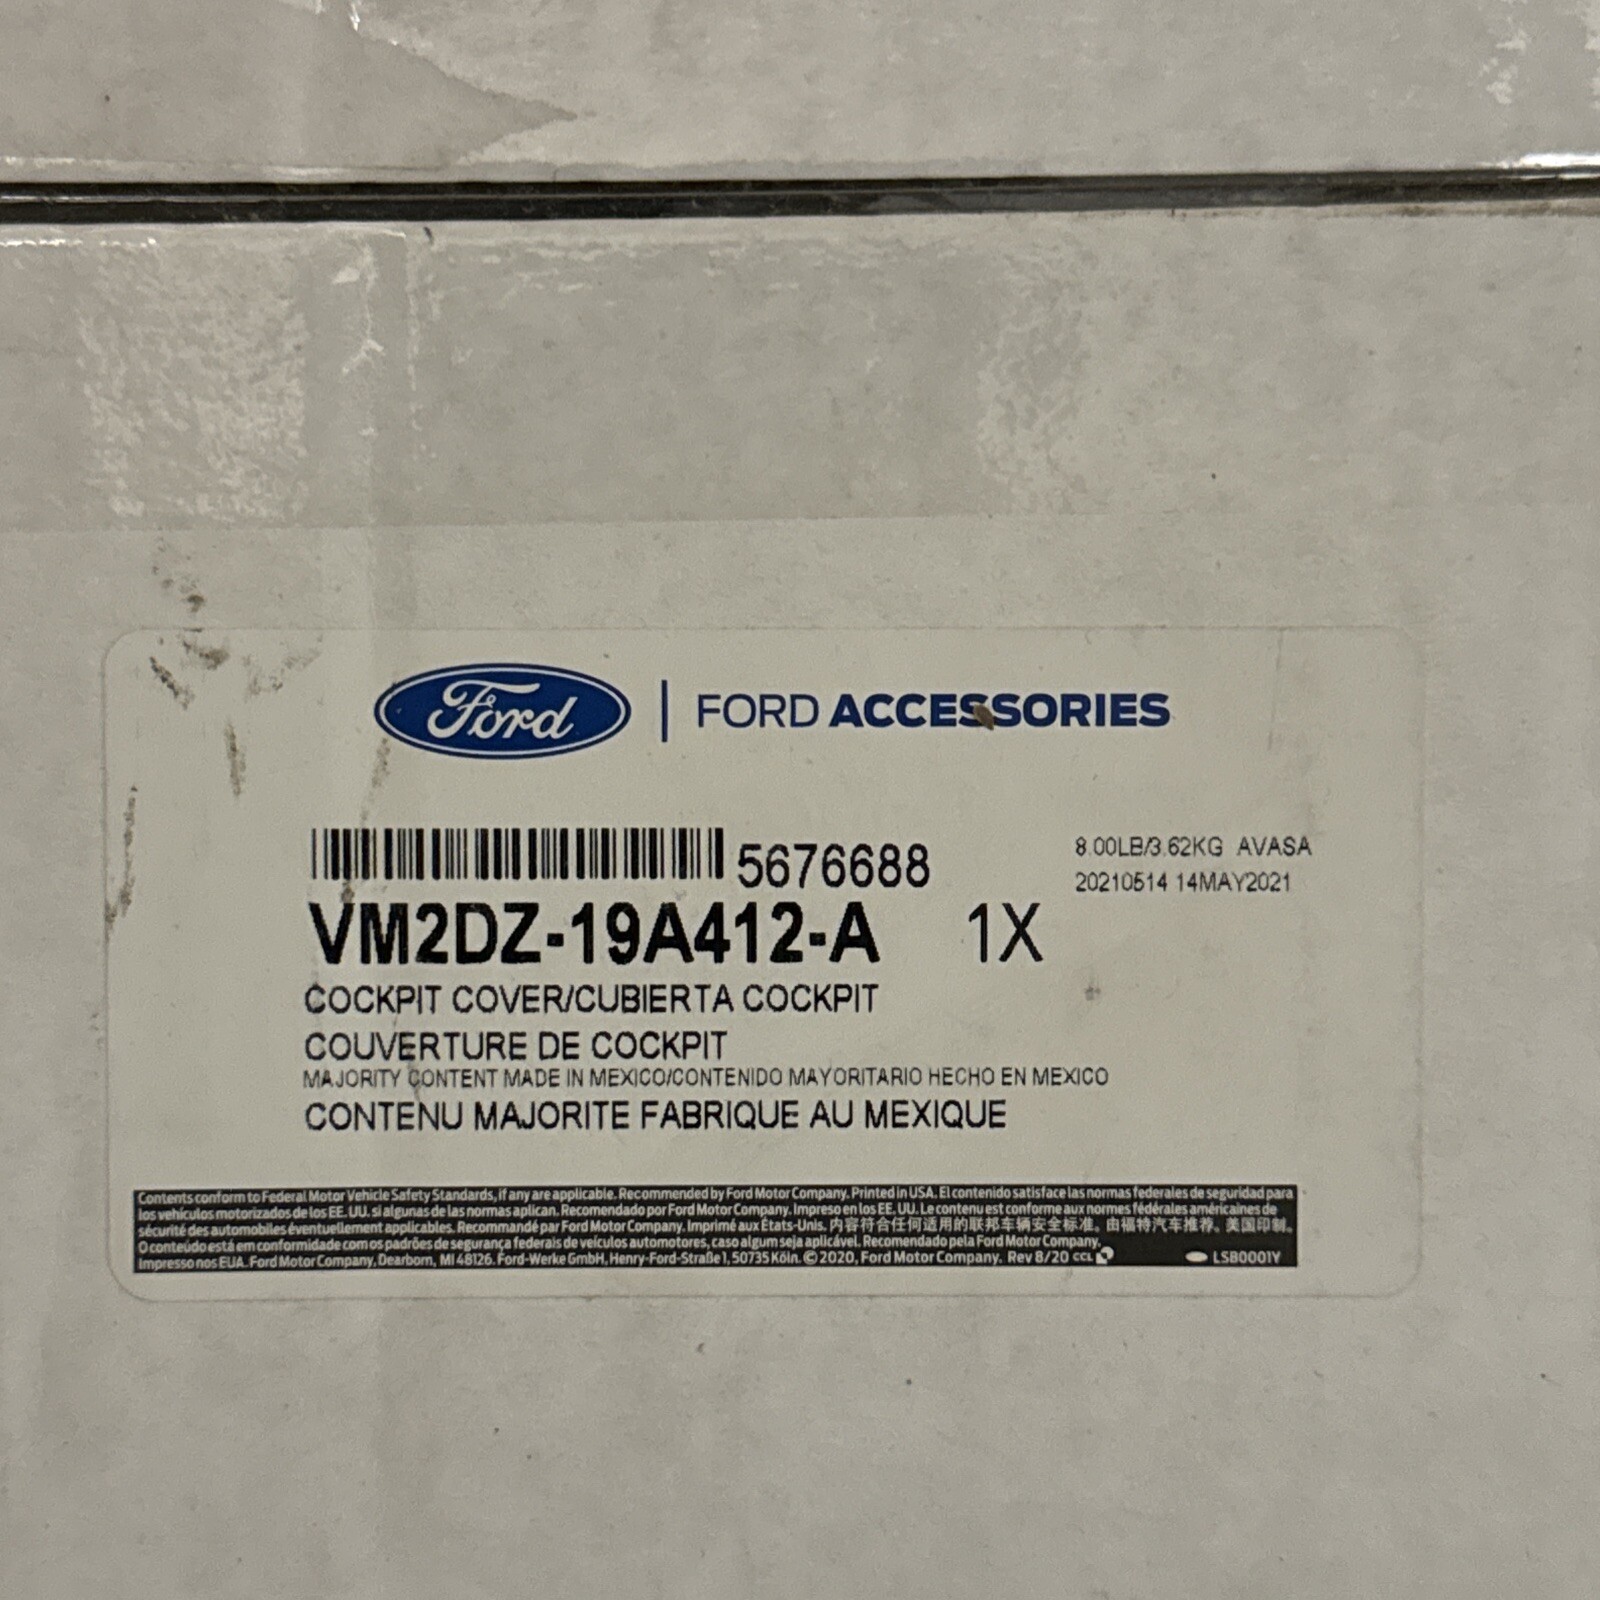 Ford | FORD ACCESSORIES
5676688
8.00LB/3.62KG AVASA
20210514 14MAY2021
VM2DZ-19A412-A 1X
COCKPIT COVER/CUBIERTA COCKPIT
COUVERTURE DE COCKPIT
MAJORITY CONTENT MADE IN MEXICO/CONTENIDO MAYORITARIO HECHO EN MEXICO
CONTENU MAJORITE FABRIQUE AU MEXIQUE
Contents conform to Federal Motor Vehicle Safety Standards, if any are applicable. Recommended by Ford Motor Company. Printed in USA. El contenido satisface las normas federales de seguridad para
los vehículos motorizados de los EE. UU. si algunas de las normas aplican. Recomendado por Ford Motor Company. Impreso en los EE. UU. Le contenu est conforme aux normes fédérales américaines de
sécurité des automobiles éventuellement applicables. Recommandé par Ford Motor Company. Imprimé aux États-Unis. 内容符合任何适用的联邦车辆安全标准。由福特汽车推荐。美国印制。
O conteúdo está em conformidade com os padrões de segurança federais de veículos automotores, caso algum seja aplicável. Recomendado pela Ford Motor Company.
Impresso nos EUA. Ford Motor Company, Dearborn, MI 48126. Ford-Werke GmbH, Henry-Ford-Straße 1, 50735 Köln. © 2020, Ford Motor Company. Rev 8/20 CCL LSB0001Y